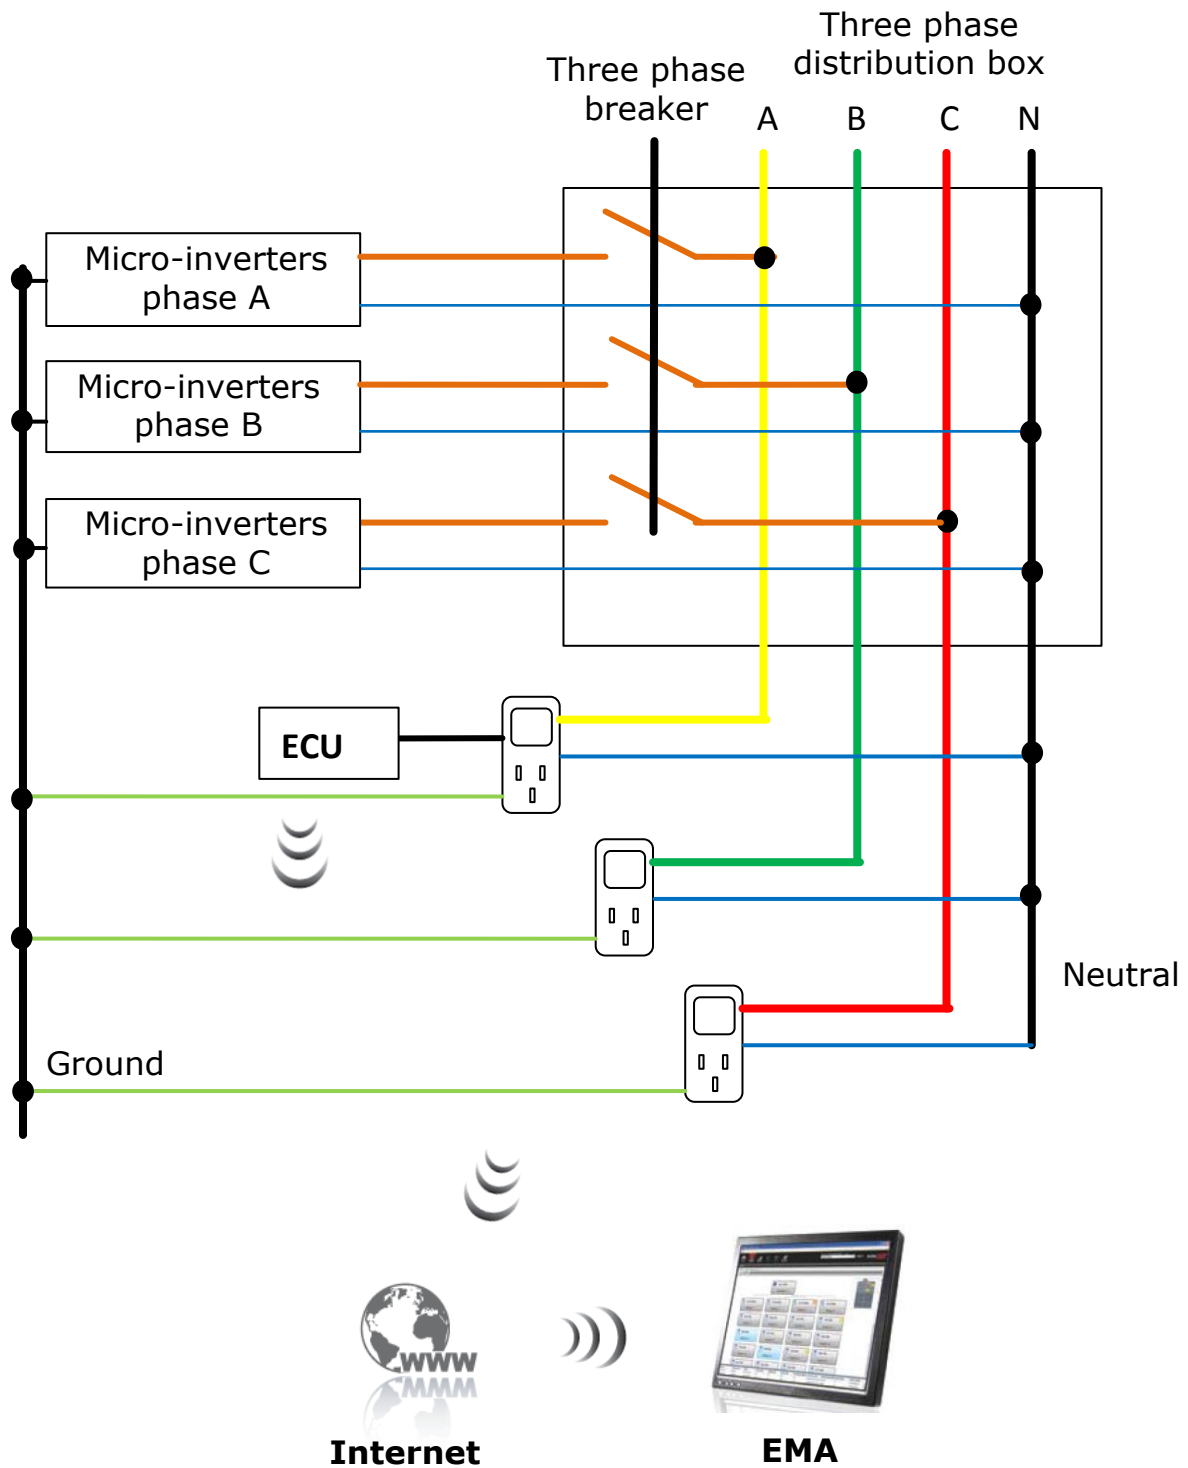 Three phase
distribution box
Three phase
breaker
A B C N
Micro-inverters
phase A
Micro-inverters
phase B
Micro-inverters
phase C
ECU
Neutral
Ground
WWW
Internet
EMA